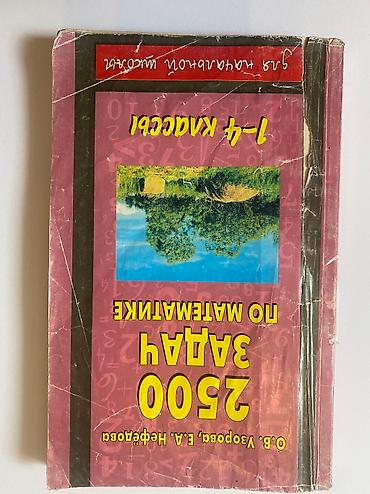 О.В. Узорова, Е.А. Нефёдова
2500
ЗАДАЧ
ПО МАТЕМАТИКЕ
1–4 классы
для начальной школы